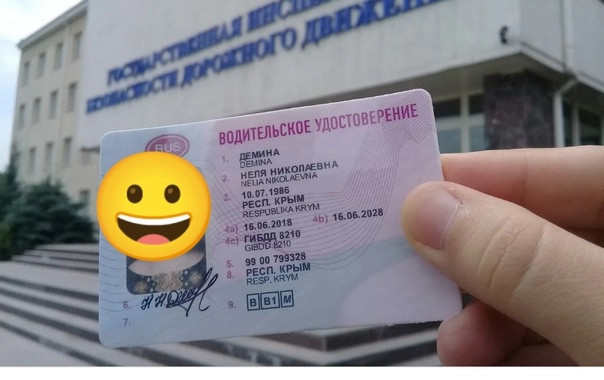 ГОСУДАРСТВЕННАЯ
БЕЗОПАСНОСТИ ДОРОЖНОГО ДВИЖЕНИЯ
RUS
ВОДИТЕЛЬСКОЕ УДОСТОВЕРЕНИЕ
1. ДЕМИНА
DEMINA
2. НЕЛЯ НИКОЛАЕВНА
NELIA NIKOLAEVNA
3. 10.07.1986
РЕСП. КРЫМ
RESPUBLIKA KRYM
4a) 16.06.2018 4b) 16.06.2028
4c) ГИБДД 8210
GIBDD 8210
5. 99 00 799328
8. РЕСП. КРЫМ
RESP. KRYM
6.
9. B B1 M
7.